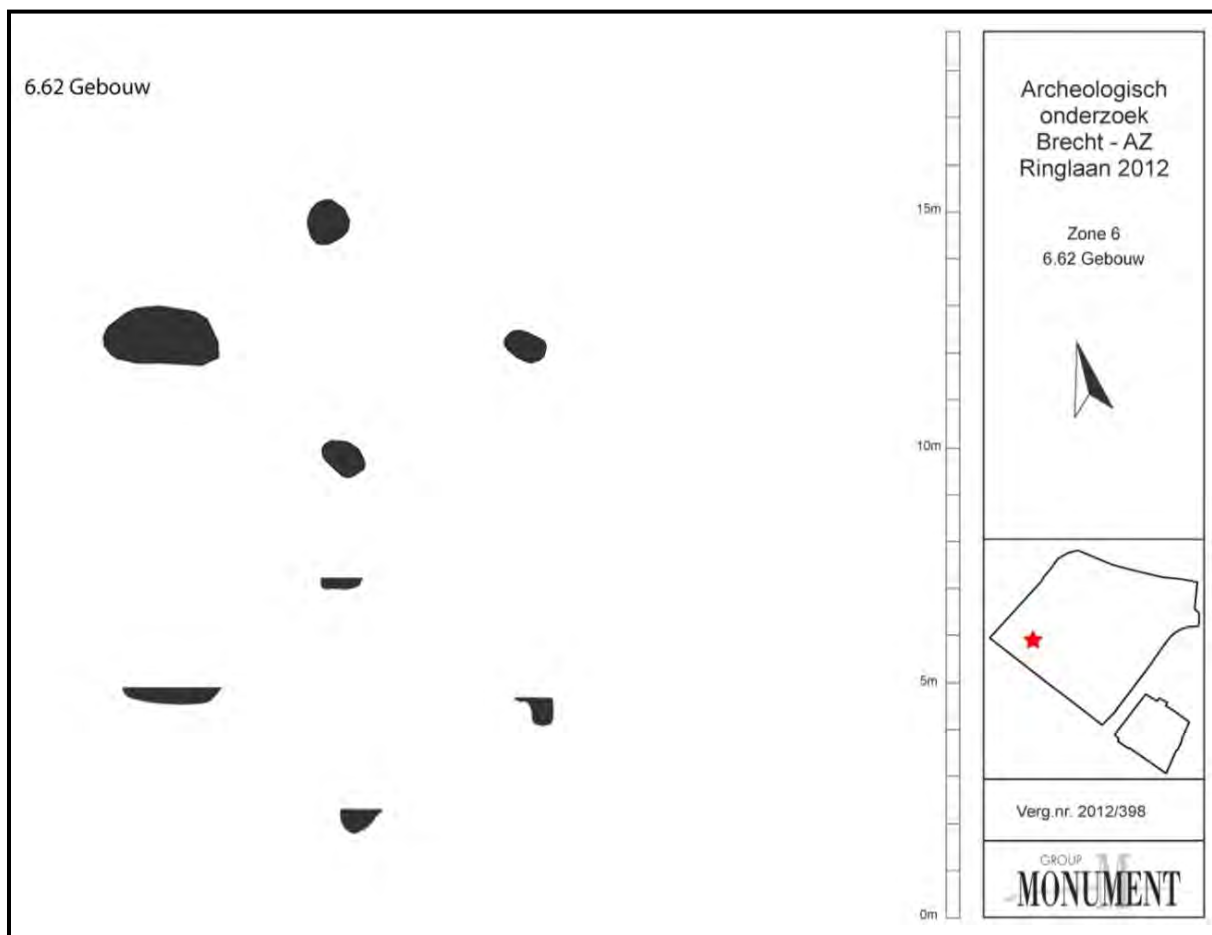 6.62 Gebouw
15m
10m
5m
0m
Archeologisch
onderzoek
Brecht - AZ
Ringlaan 2012
Zone 6
6.62 Gebouw
Verg.nr. 2012/398
GROUP
M
MONUMENT